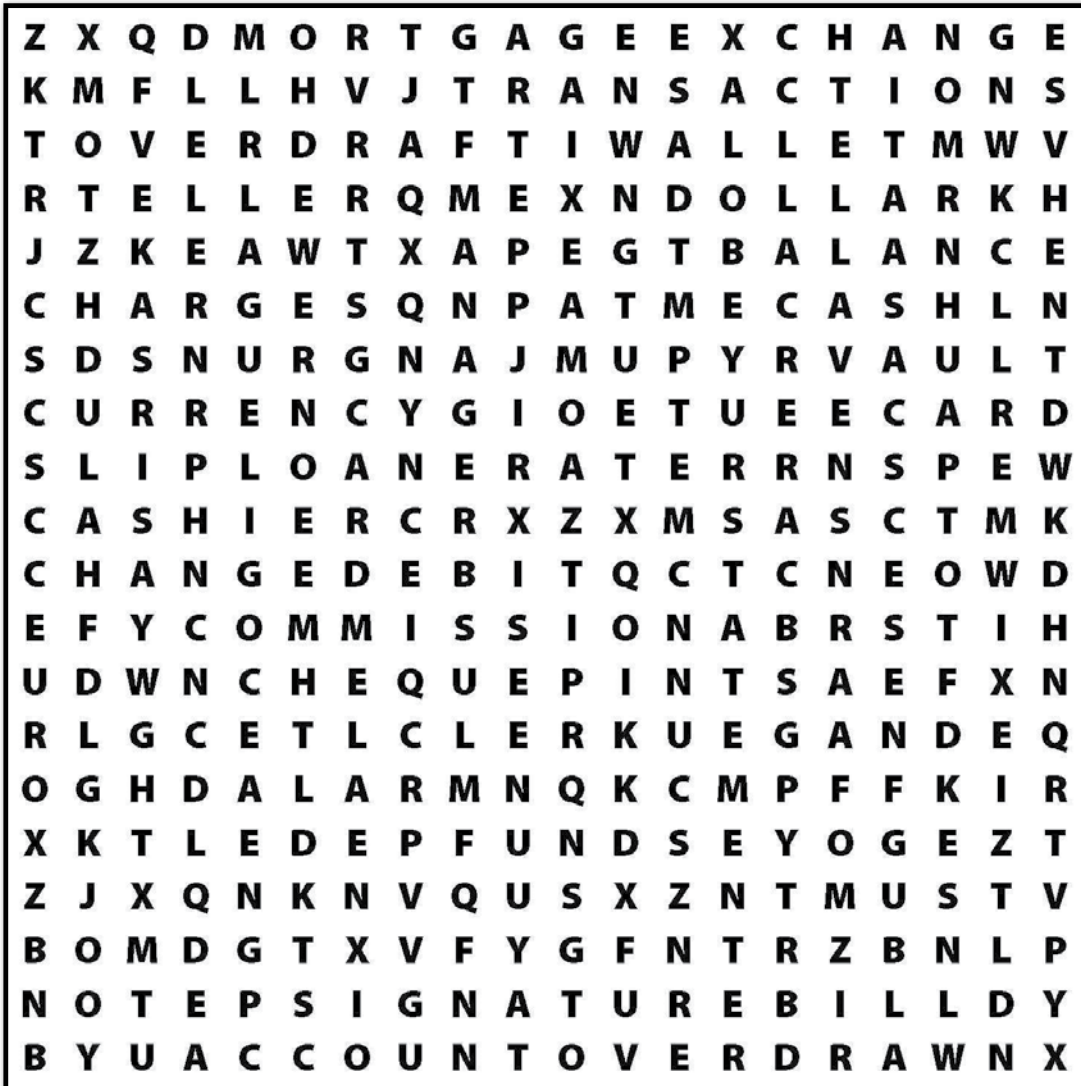 Z X Q D M O R T G A G E E X C H A N G E
K M F L L H V J T R A N S A C T I O N S
T O V E R D R A F T I W A L L E T M W V
R T E L L E R Q M E X N D O L L A R K H
J Z K E A W T X A P E G T B A L A N C E
C H A R G E S Q N P A T M E C A S H L N
S D S N U R G N A J M U P Y R V A U L T
C U R R E N C Y G I O E T U E E C A R D
S L I P L O A N E R A T E R R N S P E W
C A S H I E R C R X Z X M S A S C T M K
C H A N G E D E B I T Q C T C N E O W D
E F Y C O M M I S S I O N A B R S T I H
U D W N C H E Q U E P I N T S A E F X N
R L G C E T L C L E R K U E G A N D E Q
O G H D A L A R M N Q K C M P F F K I R
X K T L E D E P F U N D S E Y O G E Z T
Z J X Q N K N V Q U S X Z N T M U S T V
B O M D G T X V F Y G F N T R Z B N L P
N O T E P S I G N A T U R E B I L L D Y
B Y U A C C O U N T O V E R D R A W N X